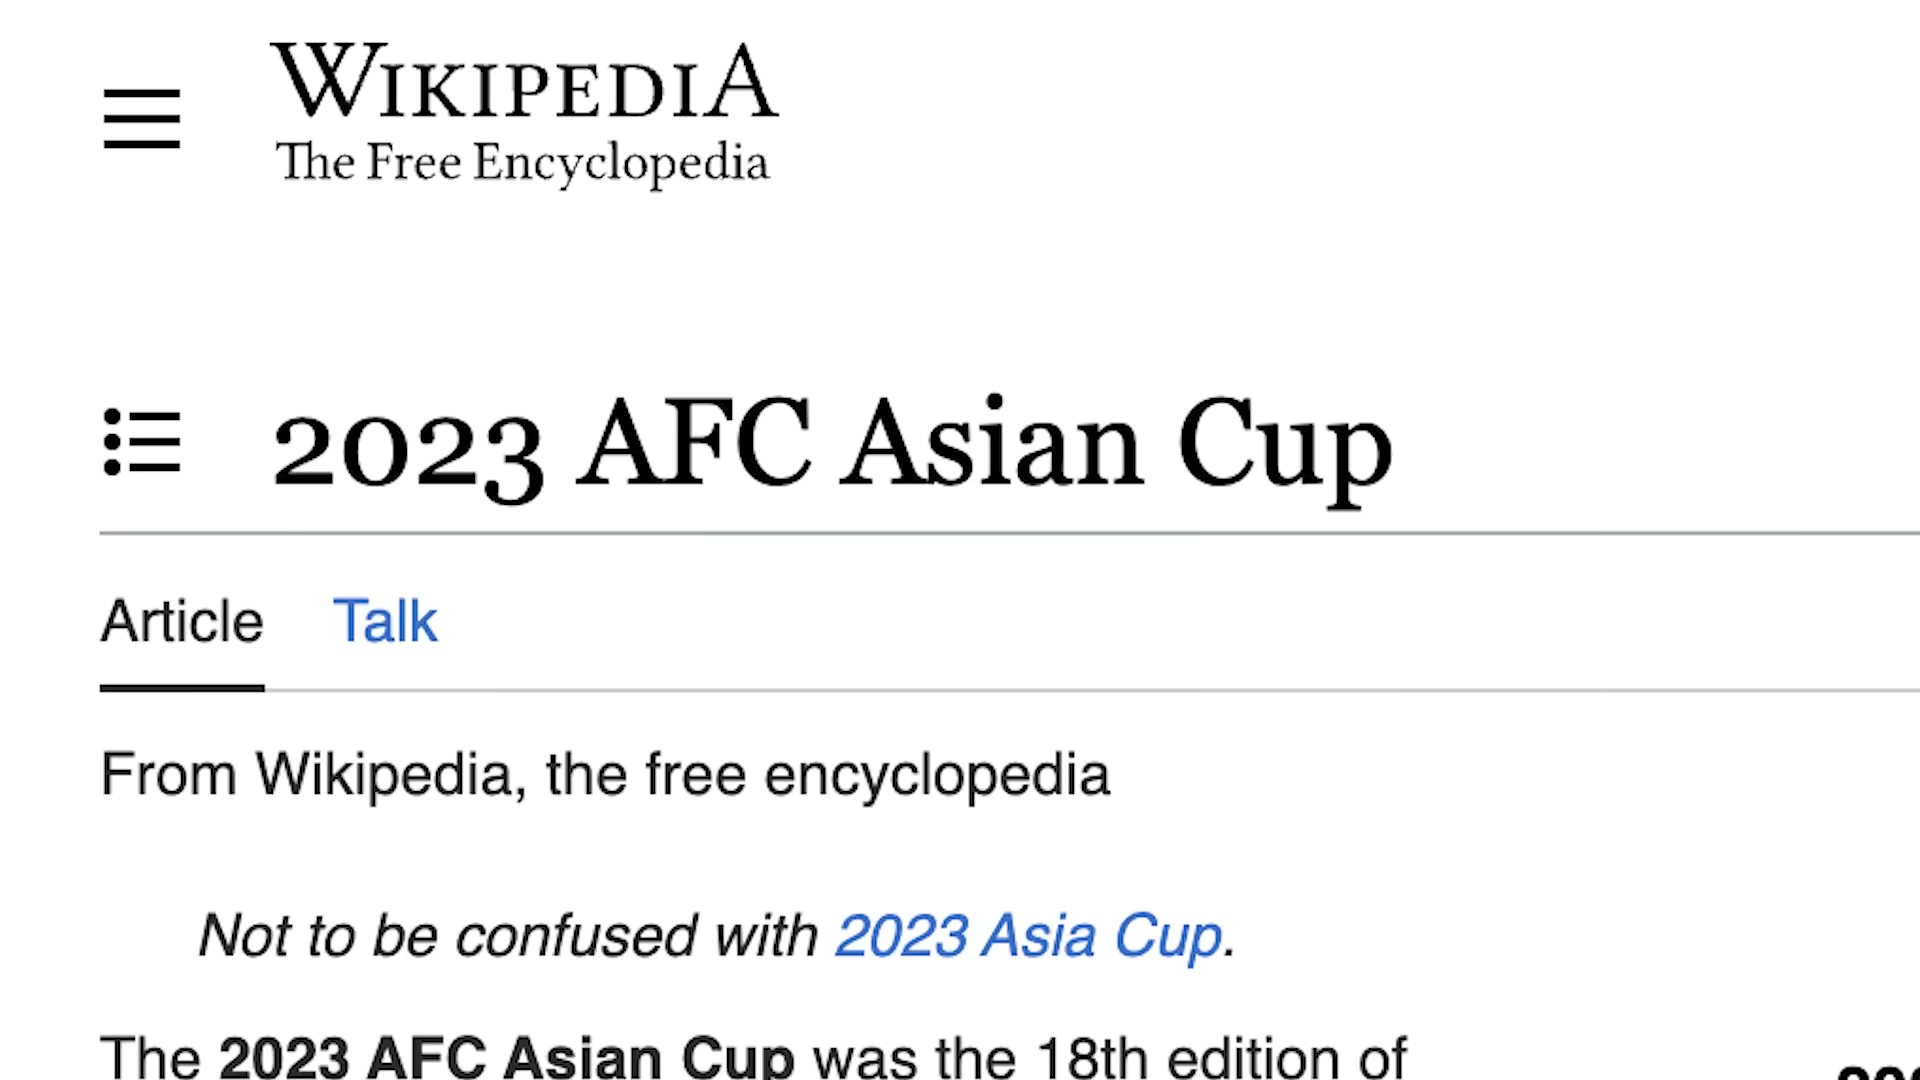 WIKIPEDIA
The Free Encyclopedia
2023 AFC Asian Cup
Article Talk
From Wikipedia, the free encyclopedia
Not to be confused with 2023 Asia Cup.
The 2023 AFC Asian Cup was the 18th edition of